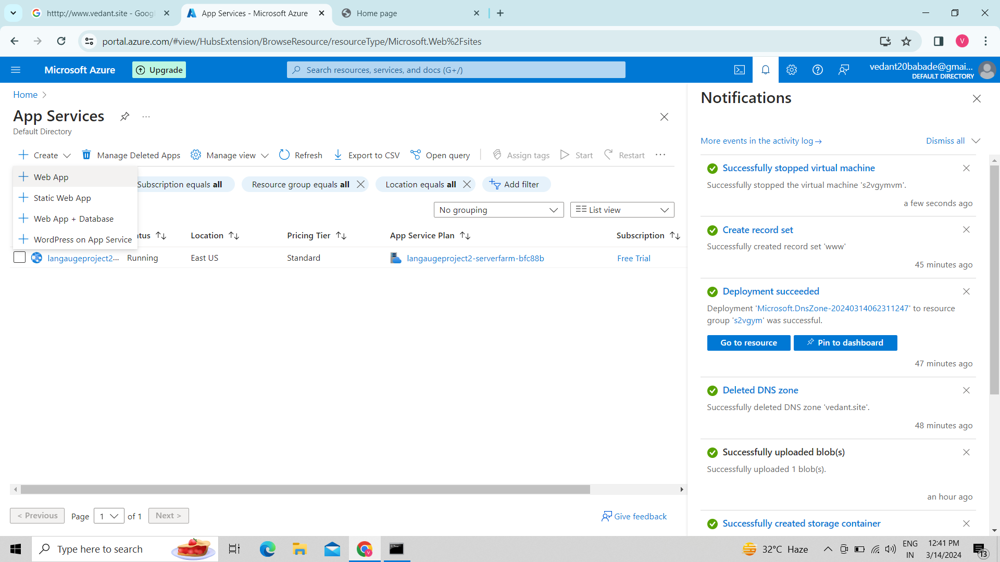 htttp://www.vedant.site - Googl
App Services - Microsoft Azure
Home page
portal.azure.com/#view/HubsExtension/BrowseResource/resourceType/Microsoft.Web%2Fsites
V
Microsoft Azure
Upgrade
Search resources, services, and docs (G+/)
vedant20babade@gmai...
DEFAULT DIRECTORY
Home
App Services
Default Directory
Create
Manage Deleted Apps
Manage view
Refresh
Export to CSV
Open query
Assign tags
Start
Restart
Web App
Static Web App
Web App + Database
WordPress on App Service
Subscription equals all
Resource group equals all
Location equals all
Add filter
No grouping
List view
atus
Location
Pricing Tier
App Service Plan
Subscription
langaugeproject2...
Running
East US
Standard
langaugeproject2-serverfarm-bfc88b
Free Trial
< Previous
Page
1
of 1
Next >
Give feedback
Notifications
More events in the activity log →
Dismiss all
Successfully stopped virtual machine
Successfully stopped the virtual machine 's2vgymvm'.
a few seconds ago
Create record set
Successfully created record set 'www'
45 minutes ago
Deployment succeeded
Deployment 'Microsoft.DnsZone-20240314062311247' to resource
group 's2vgym' was successful.
Go to resource
Pin to dashboard
47 minutes ago
Deleted DNS zone
Successfully deleted DNS zone 'vedant.site'.
48 minutes ago
Successfully uploaded blob(s)
Successfully uploaded 1 blob(s).
an hour ago
Successfully created storage container
Type here to search
V
32°C Haze
ENG
IN
12:41 PM
3/14/2024
13